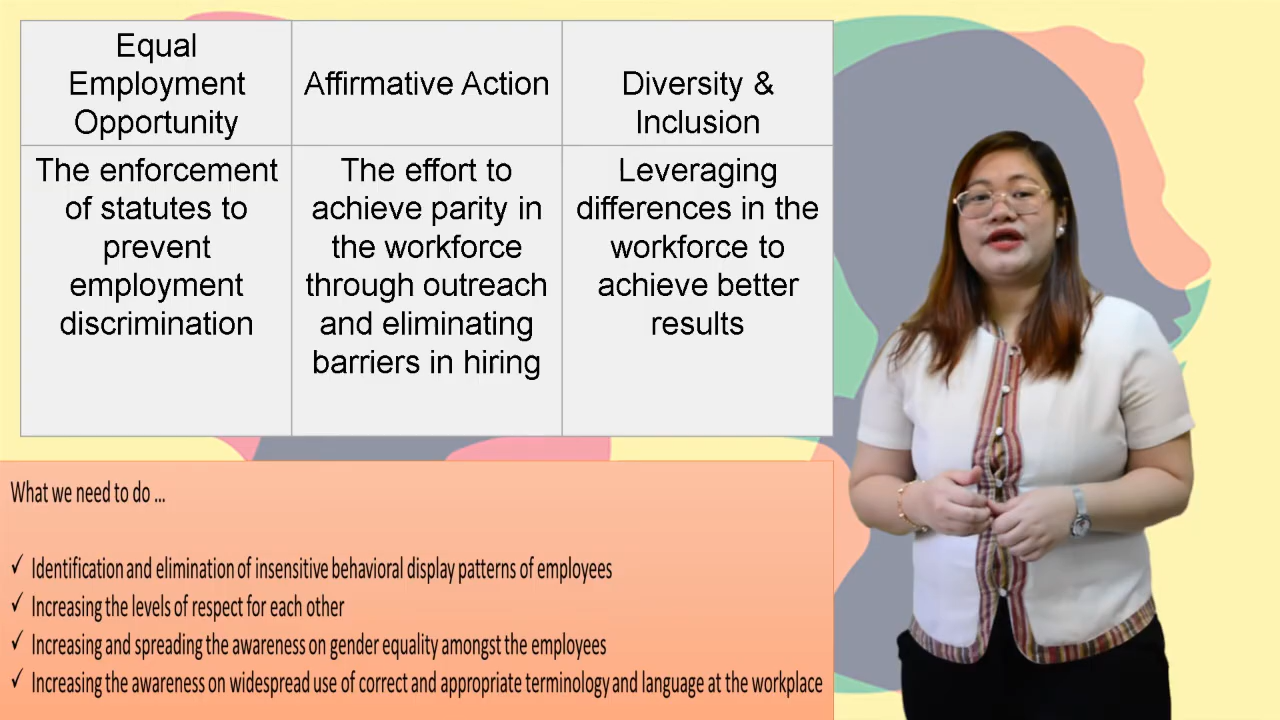 Equal
Employment
Opportunity
Affirmative Action
Diversity &
Inclusion
The enforcement
of statutes to
prevent
employment
discrimination
The effort to
achieve parity in
the workforce
through outreach
and eliminating
barriers in hiring
Leveraging
differences in the
workforce to
achieve better
results
What we need to do ...
✓ Identification and elimination of insensitive behavioral display patterns of employees
✓ Increasing the levels of respect for each other
✓ Increasing and spreading the awareness on gender equality amongst the employees
✓ Increasing the awareness on widespread use of correct and appropriate terminology and language at the workplace